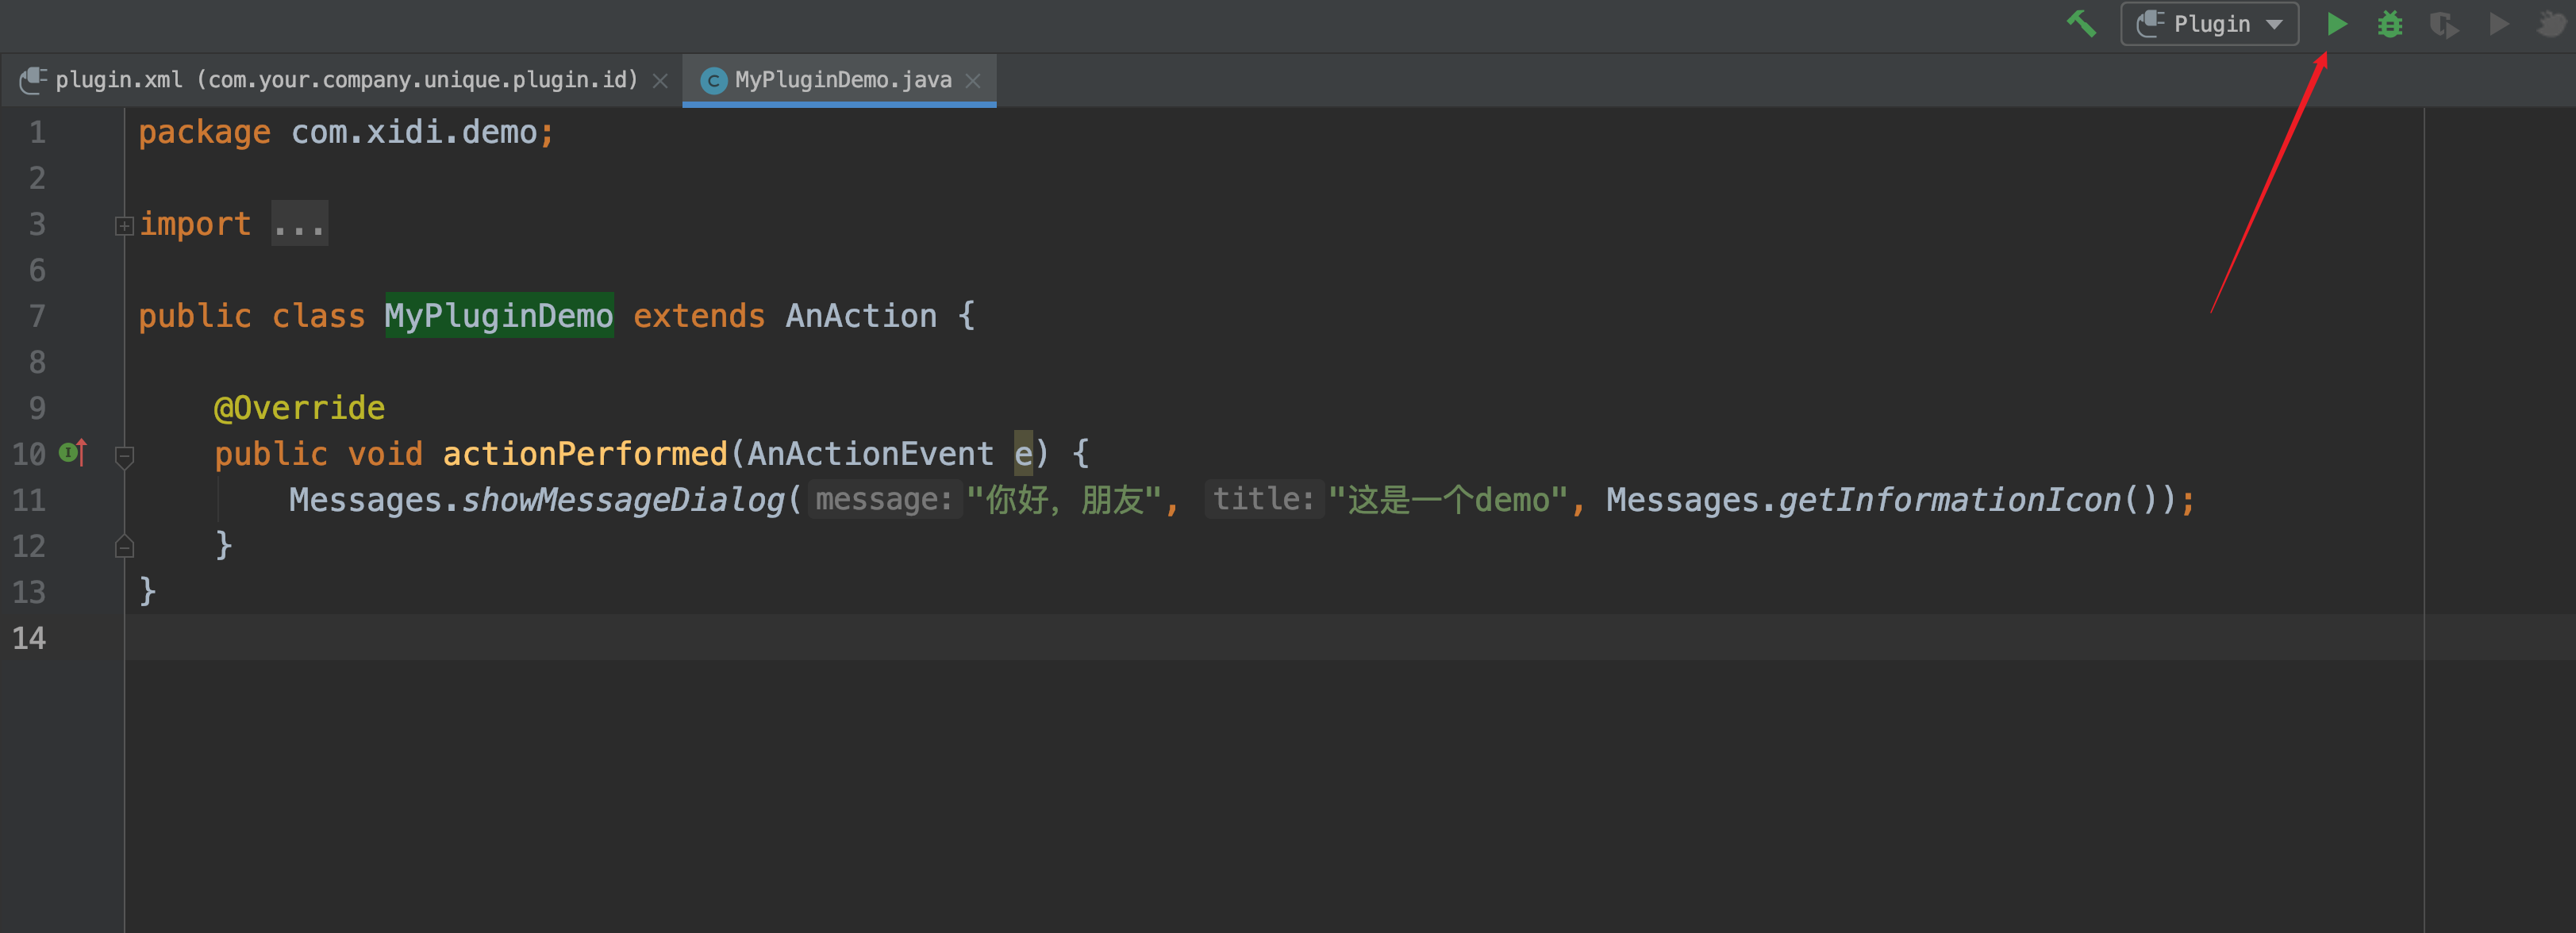 Plugin
plugin.xml (com.your.company.unique.plugin.id)
MyPluginDemo.java
1 package com.xidi.demo;
2
3 import ...
6
7 public class MyPluginDemo extends AnAction {
8
9 @Override
10 public void actionPerformed(AnActionEvent e) {
11 Messages.showMessageDialog( message: "你好，朋友", title: "这是一个demo", Messages.getInformationIcon());
12 }
13 }
14